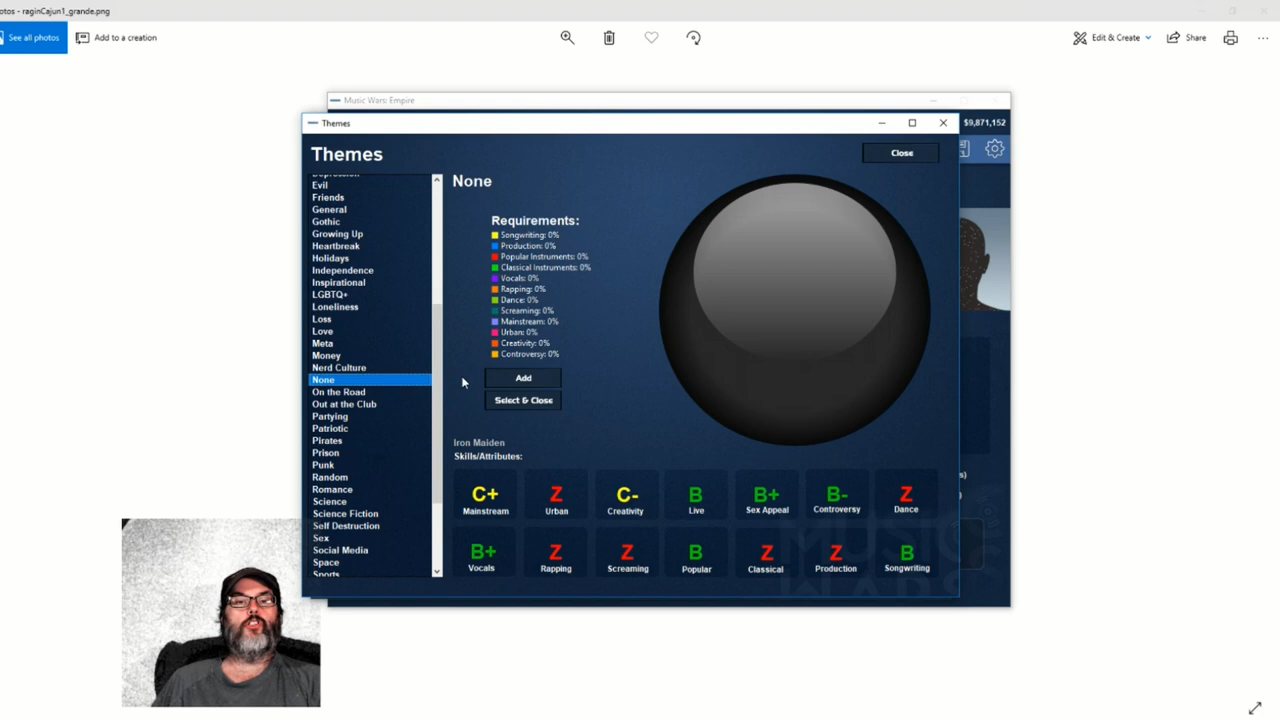 otos - raginCajun1_grande.png
See all photos
Add to a creation
Edit & Create
Share
Music Wars: Empire
$9,871,152
Themes
Themes
Close
Depression
Evil
Friends
General
Gothic
Growing Up
Heartbreak
Holidays
Independence
Inspirational
LGBTQ+
Loneliness
Loss
Love
Meta
Money
Nerd Culture
None
On the Road
Out at the Club
Partying
Patriotic
Pirates
Prison
Punk
Random
Romance
Science
Science Fiction
Self Destruction
Sex
Social Media
Space
Sports
None
Requirements:
Songwriting: 0%
Production: 0%
Popular Instruments: 0%
Classical Instruments: 0%
Vocals: 0%
Rapping: 0%
Dance: 0%
Screaming: 0%
Mainstream: 0%
Urban: 0%
Creativity: 0%
Controversy: 0%
Add
Select & Close
Iron Maiden
Skills/Attributes:
C+ Z C- B B+ B- Z
Mainstream Urban Creativity Live Sex Appeal Controversy Dance
B+ Z Z B Z Z B
Vocals Rapping Screaming Popular Classical Production Songwriting
s)
)
MUSIC
WARS